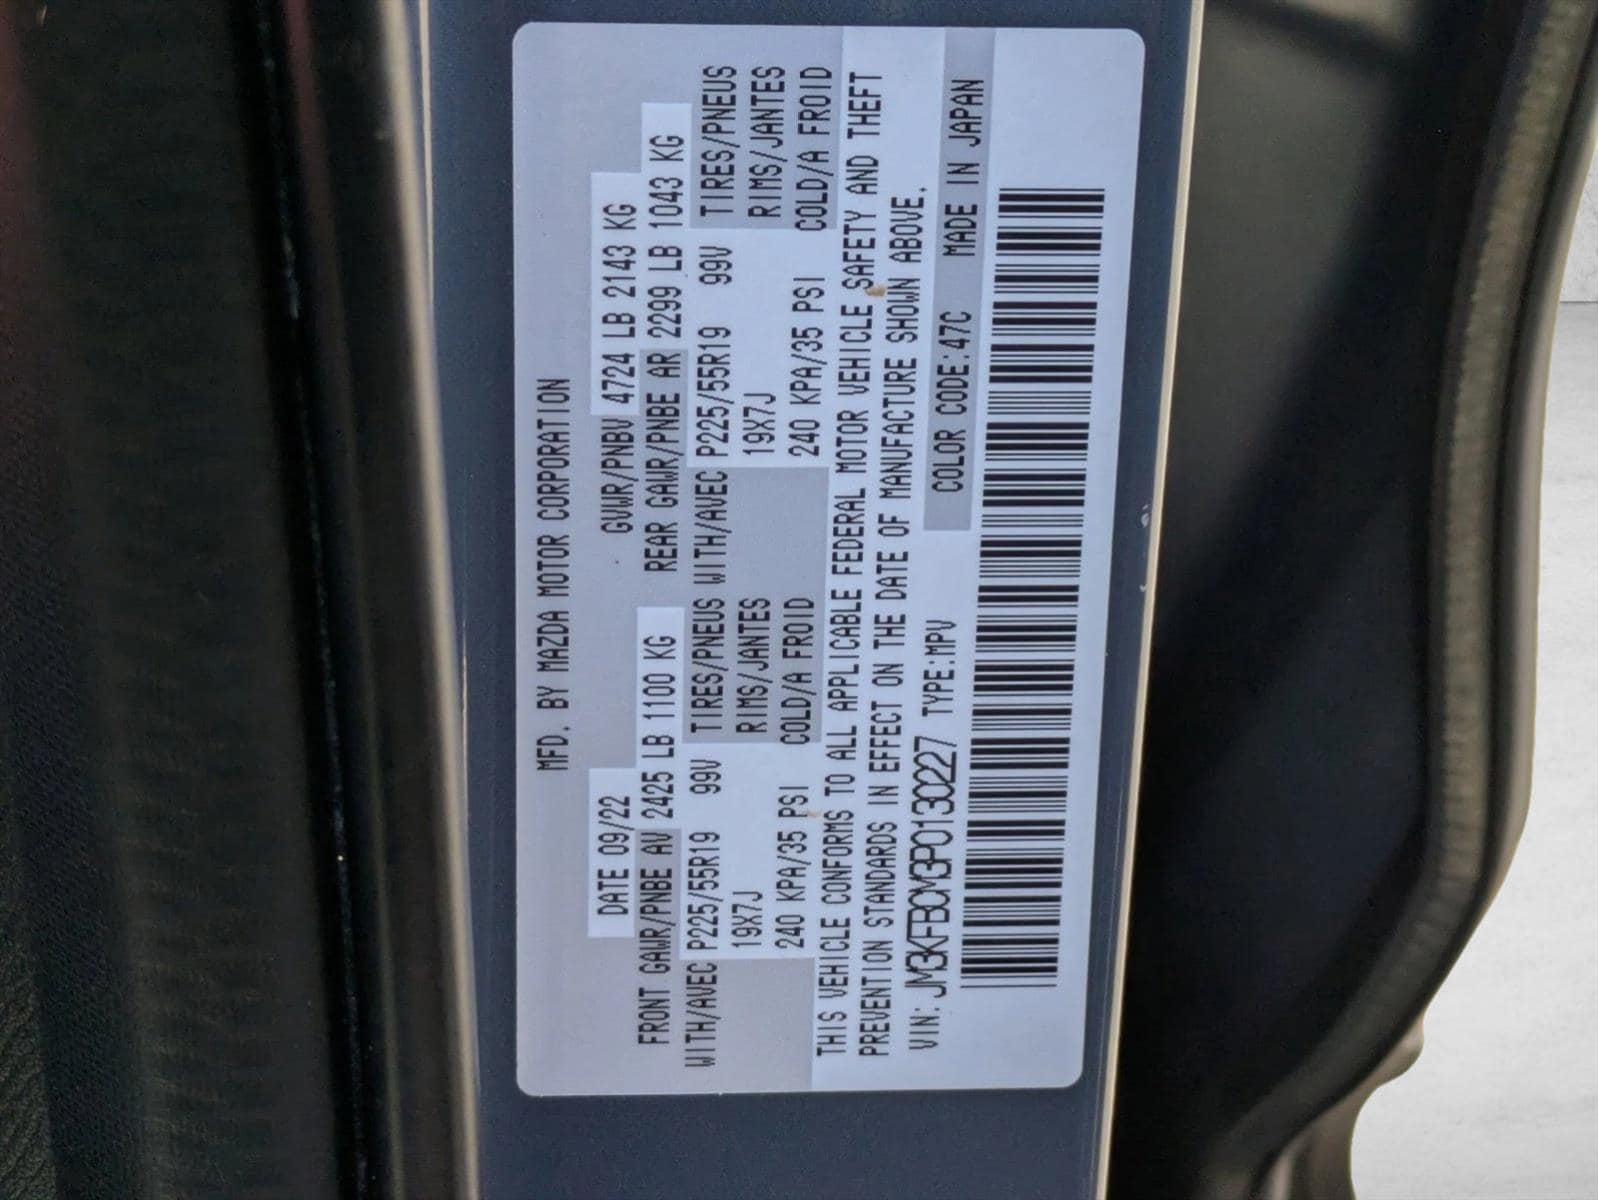 MFD. BY MAZDA MOTOR CORPORATION
DATE 09/22 GVWR/PNBV 4724 LB 2143 KG
FRONT GAWR/PNBE AV 2425 LB 1100 KG REAR GAWR/PNBE AR 2299 LB 1043 KG
WITH/AVEC P225/55R19 99V TIRES/PNEUS WITH/AVEC P225/55R19 99V TIRES/PNEUS
19X7J RIMS/JANTES 19X7J RIMS/JANTES
240 KPA/35 PSI COLD/A FROID 240 KPA/35 PSI COLD/A FROID
THIS VEHICLE CONFORMS TO ALL APPLICABLE FEDERAL MOTOR VEHICLE SAFETY AND THEFT
PREVENTION STANDARDS IN EFFECT ON THE DATE OF MANUFACTURE SHOWN ABOVE.
VIN: JM3KFBCM3P0130227 TYPE:MPV COLOR CODE:47C MADE IN JAPAN